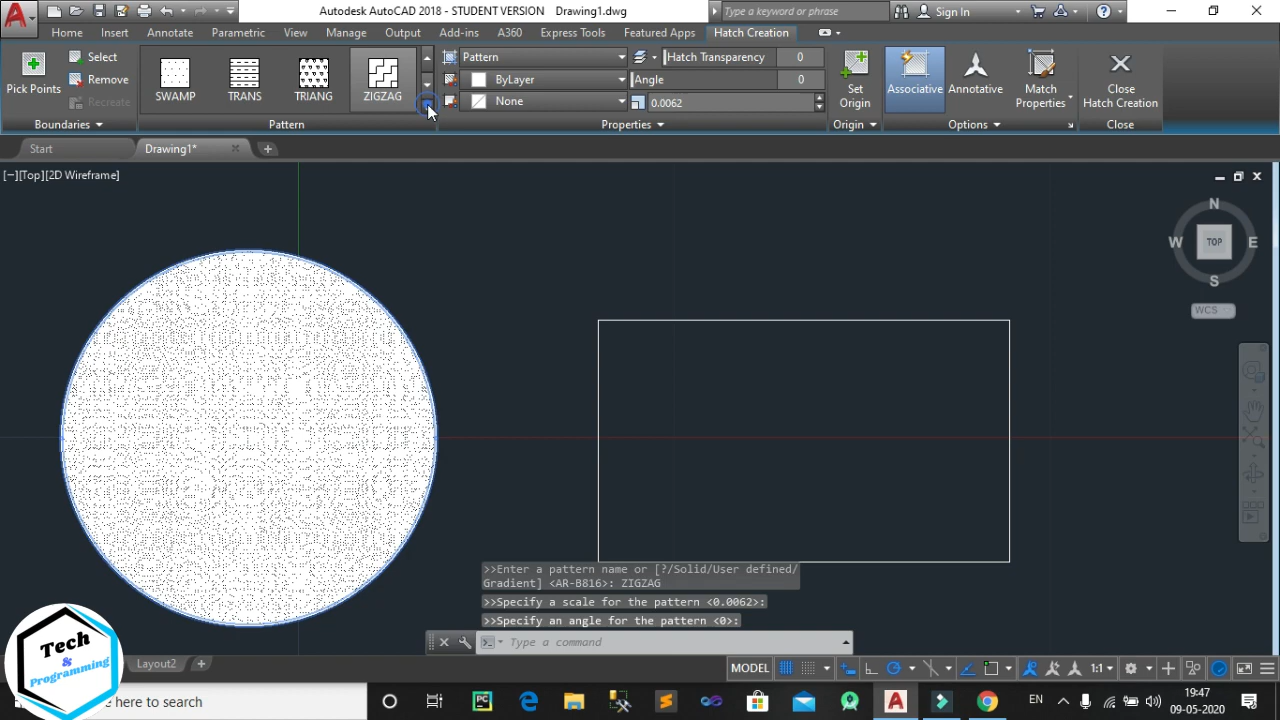 Autodesk AutoCAD 2018 - STUDENT VERSION Drawing1.dwg
Type a keyword or phrase
Sign In
Home Insert Annotate Parametric View Manage Output Add-ins A360 Express Tools Featured Apps Hatch Creation
Pick Points
Select
Remove
Recreate
Boundaries
SWAMP TRANS TRIANG ZIGZAG
Pattern
Pattern
ByLayer
None
Hatch Transparency 0
Angle 0
0.0062
Properties
Set
Origin
Origin
Associative
Annotative
Match
Properties
Options
Close
Hatch Creation
Close
Start Drawing1*
[−][Top][2D Wireframe]
N
W TOP E
S
WCS
>>Enter a pattern name or [?/Solid/User defined/
Gradient] <AR-B816>: ZIGZAG
>>Specify a scale for the pattern <0.0062>:
>>Specify an angle for the pattern <0>:
Type a command
Tech
&
Programming
Layout2
MODEL
1:1
here to search
EN
19:47
09-05-2020